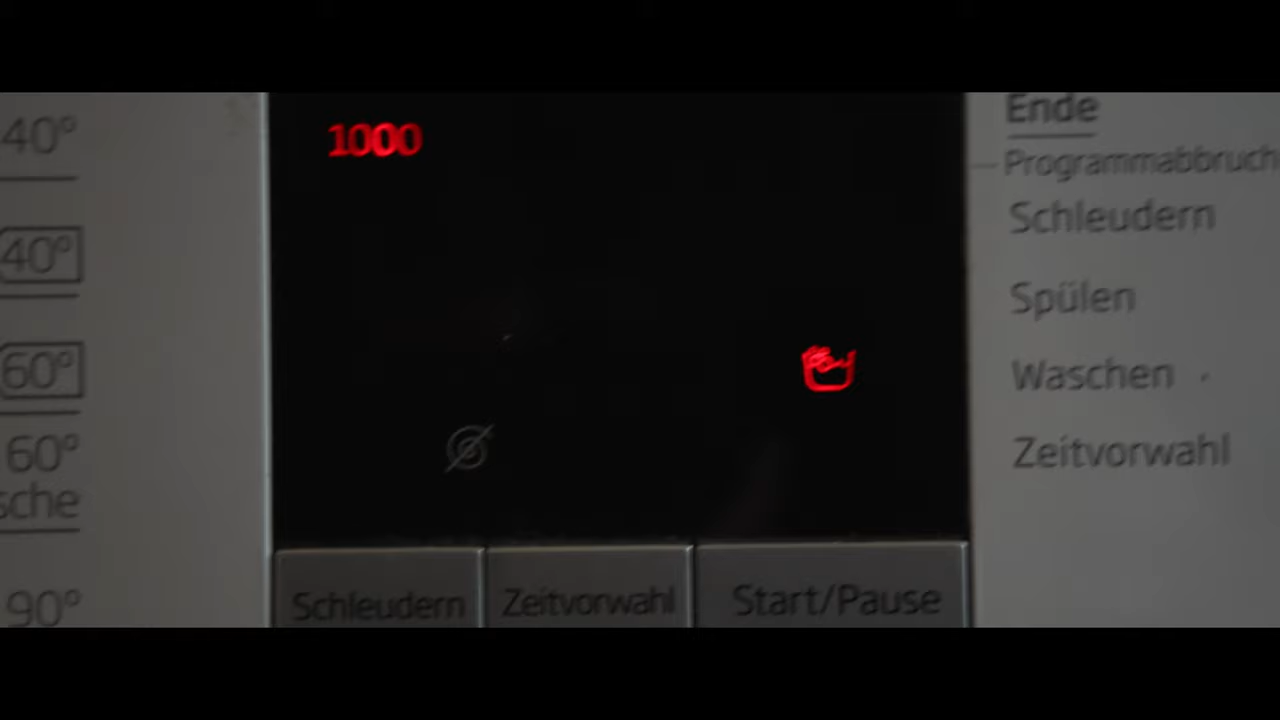 40°
40°
60°
60°
sche
90°
1000
Schleudern
Zeitvorwahl
Start/Pause
Ende
Programmabbruch
Schleudern
Spülen
Waschen
Zeitvorwahl